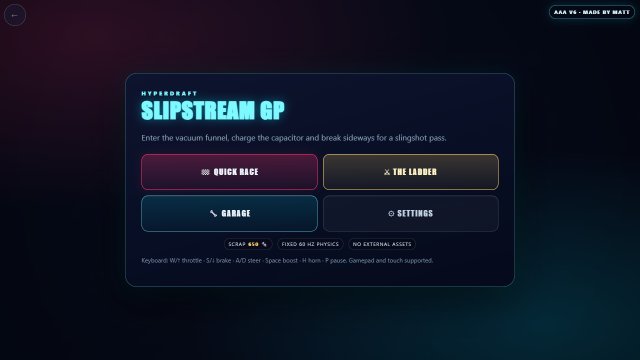 ←
AAA V6 • MADE BY MATT
HYPERDRAFT
SLIPSTREAM GP
Enter the vacuum funnel, charge the capacitor and break sideways for a slingshot pass.
QUICK RACE
THE LADDER
GARAGE
SETTINGS
SCRAP 650
FIXED 60 HZ PHYSICS
NO EXTERNAL ASSETS
Keyboard: W/↑ throttle · S/↓ brake · A/D steer · Space boost · H horn · P pause. Gamepad and touch supported.